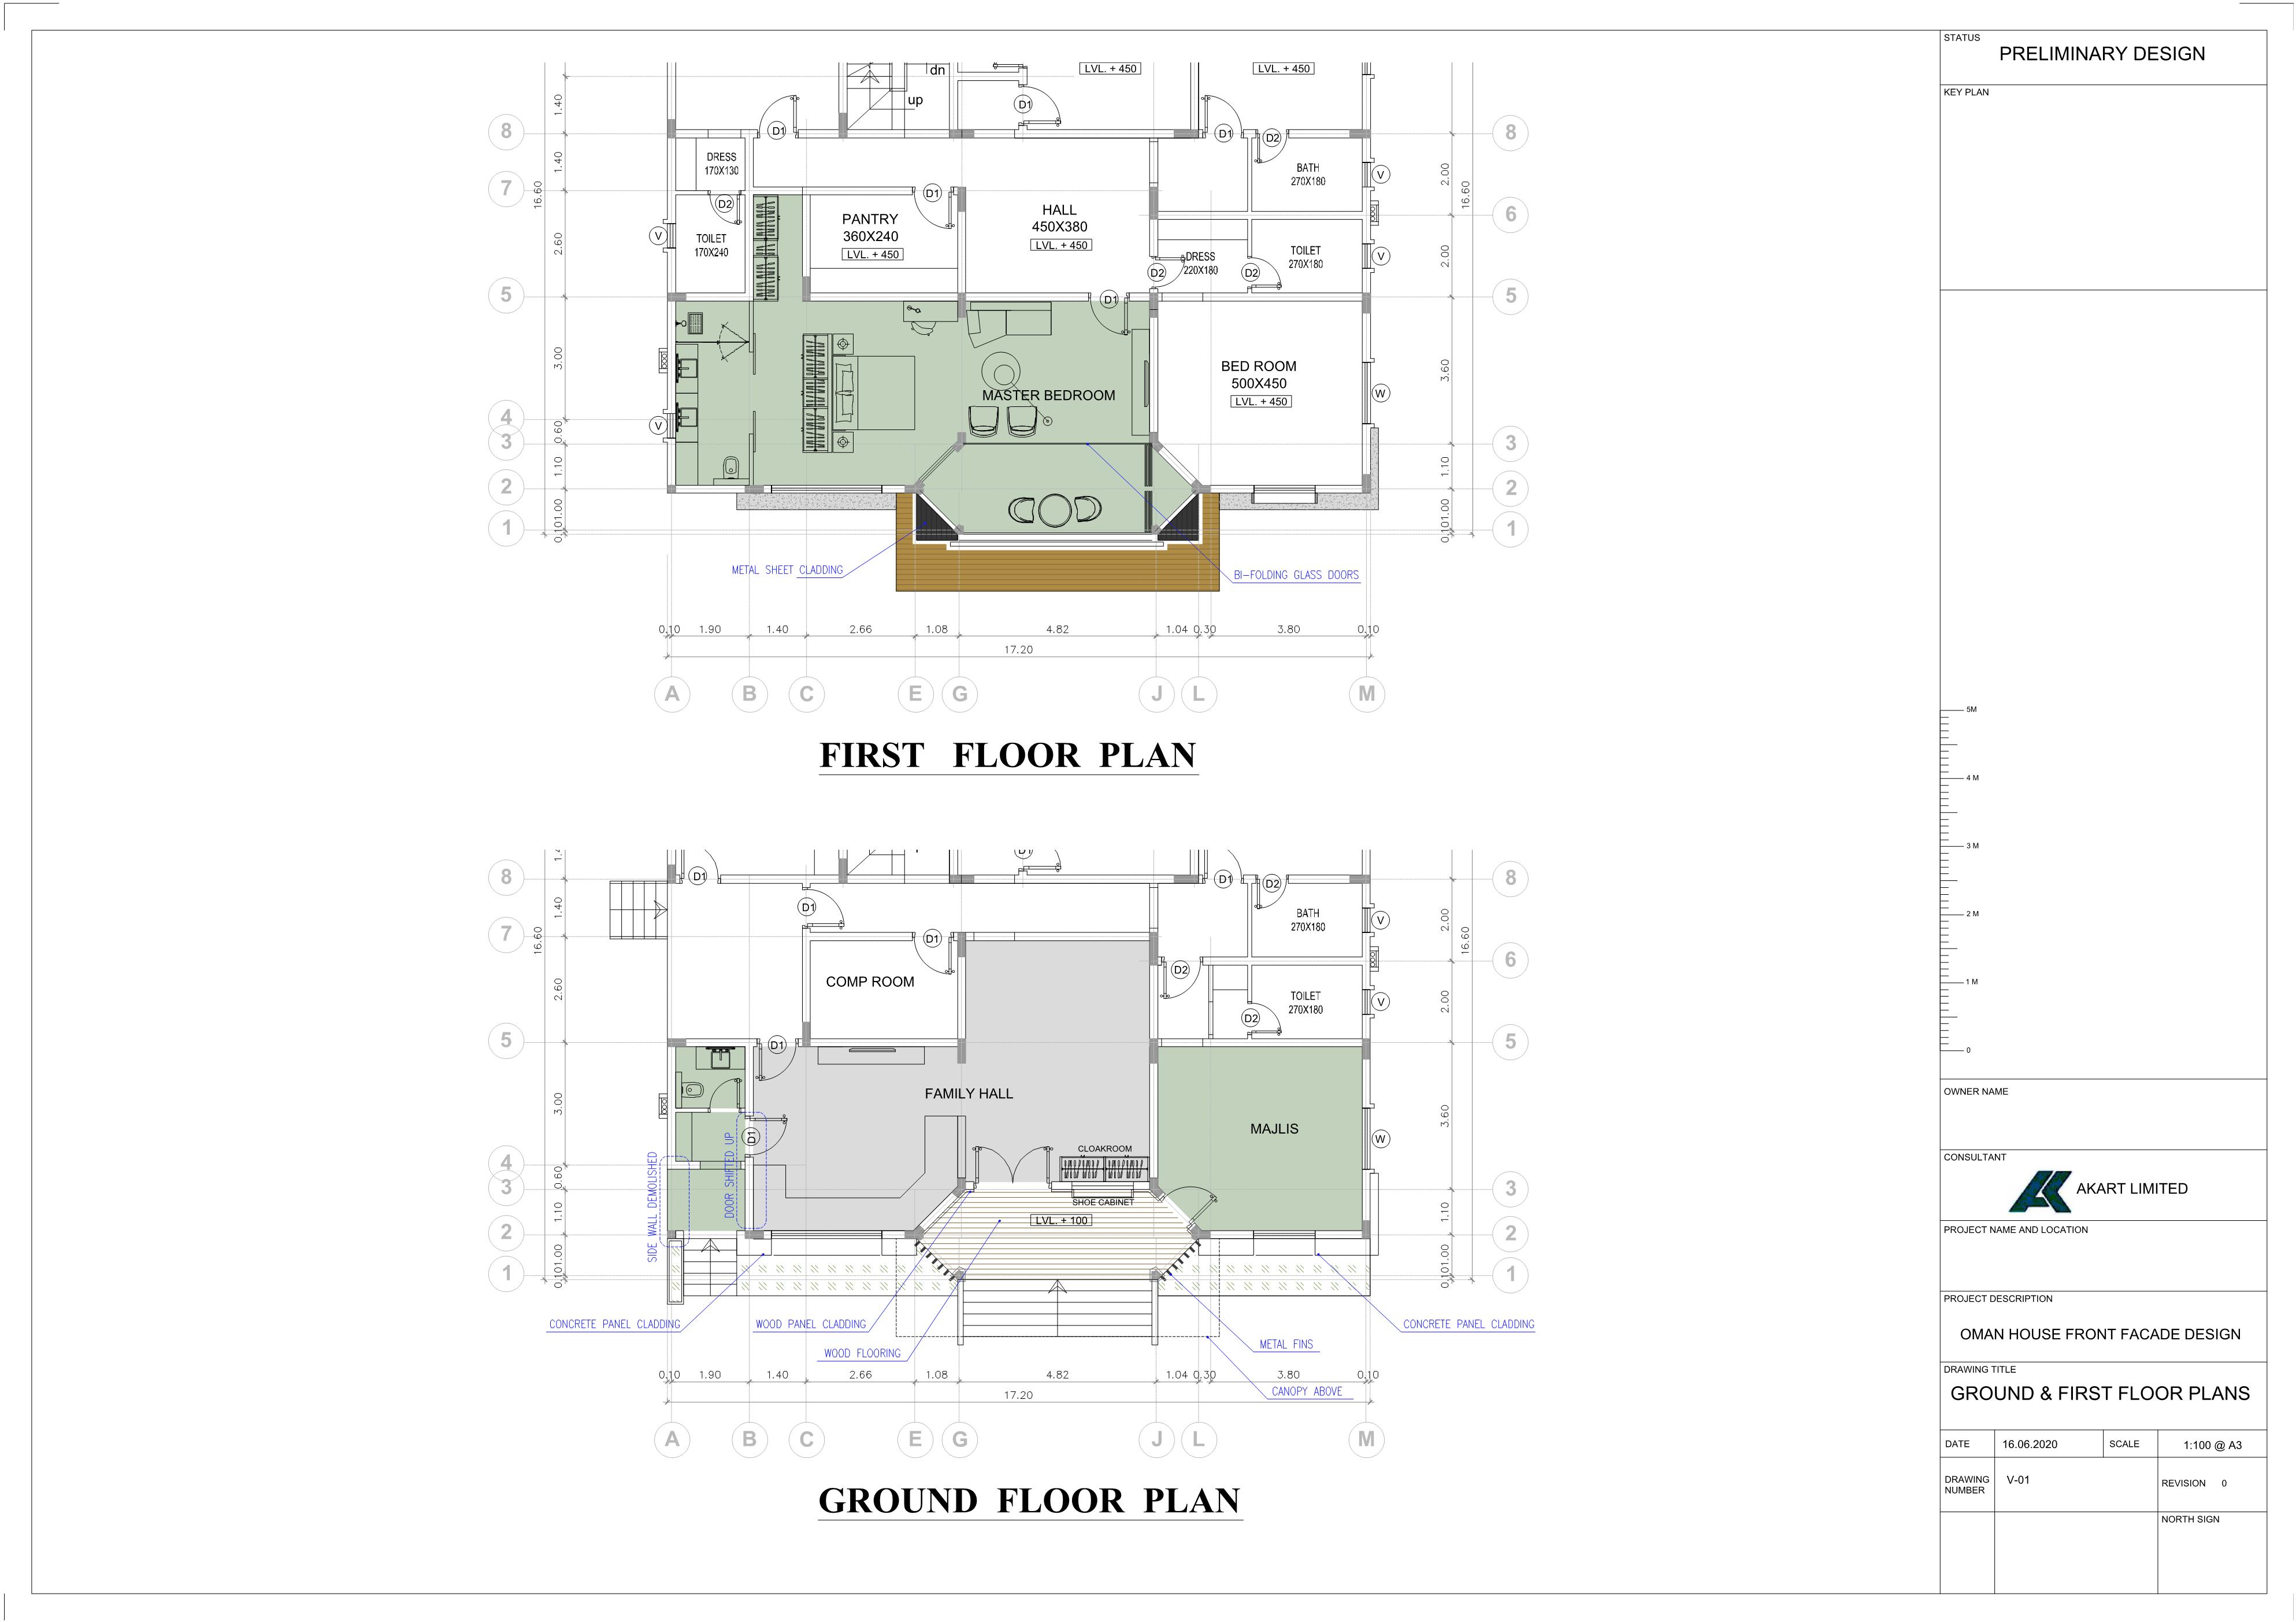 dn
up
LVL. + 450
LVL. + 450
D1
D1
D1
D2
8
8
1.40
1.40
DRESS
170X130
BATH
270X180
V
2.00
7
D2
D1
16.60
16.60
PANTRY
360X240
LVL. + 450
HALL
450X380
LVL. + 450
6
V
TOILET
170X240
2.60
DRESS
220X180
D2
D2
TOILET
270X180
V
2.00
5
D1
5
3.00
MASTER BEDROOM
BED ROOM
500X450
LVL. + 450
W
3.60
4
V
0.60
3
3
1.10
1.10
2
2
1.00
1.00
1
1
0.10
0.10
METAL SHEET CLADDING
BI-FOLDING GLASS DOORS
0.10 1.90 1.40 2.66 1.08 4.82 1.04 0.30 3.80 0.10
17.20
A B C E G J L M
FIRST FLOOR PLAN
8
D1
D1
D2
8
1.40
D1
BATH
270X180
V
2.00
7
D1
16.60
16.60
COMP ROOM
6
D2
2.60
TOILET
270X180
D2
V
2.00
5
D1
5
3.00
FAMILY HALL
MAJLIS
D1
W
3.60
CLOAKROOM
SHOE CABINET
LVL. + 100
4
0.60
3
3
1.10
1.10
2
2
1.00
1.00
1
1
0.10
0.10
SIDE WALL DEMOLISHED
DOOR SHIFTED UP
CONCRETE PANEL CLADDING
WOOD PANEL CLADDING
WOOD FLOORING
METAL FINS
CANOPY ABOVE
CONCRETE PANEL CLADDING
0.10 1.90 1.40 2.66 1.08 4.82 1.04 0.30 3.80 0.10
17.20
A B C E G J L M
GROUND FLOOR PLAN
STATUS
PRELIMINARY DESIGN
KEY PLAN
5M
4 M
3 M
2 M
1 M
0
OWNER NAME
CONSULTANT
AKART LIMITED
PROJECT NAME AND LOCATION
PROJECT DESCRIPTION
OMAN HOUSE FRONT FACADE DESIGN
DRAWING TITLE
GROUND & FIRST FLOOR PLANS
DATE 16.06.2020 SCALE 1:100 @ A3
DRAWING NUMBER V-01 REVISION 0
NORTH SIGN